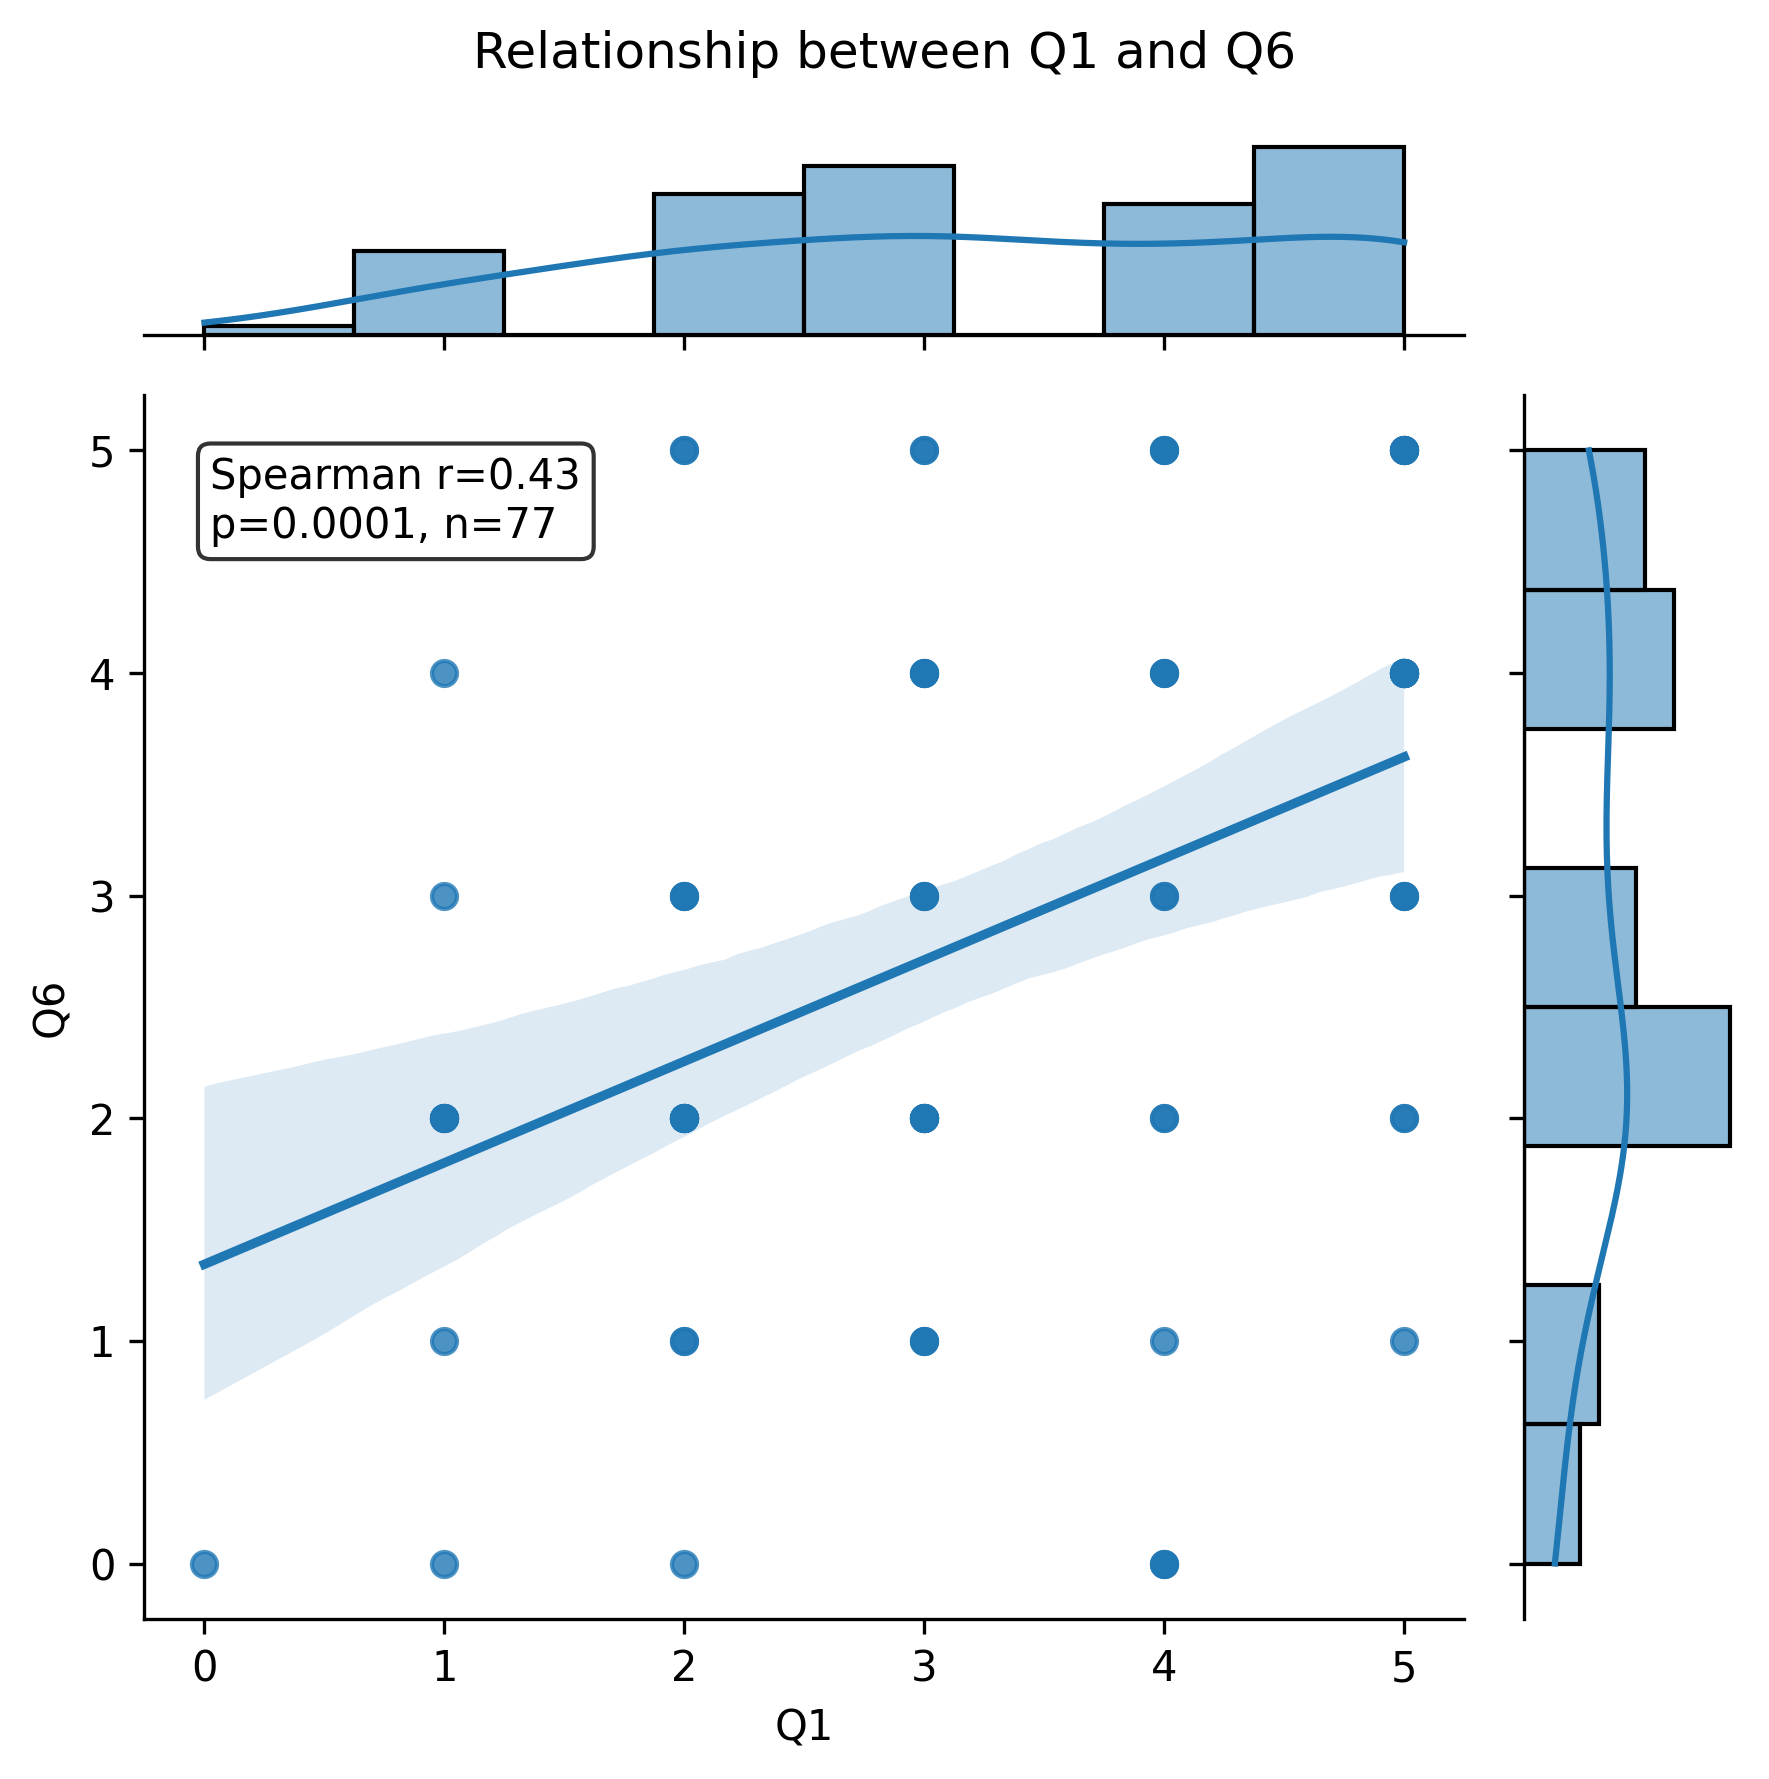 Relationship between Q1 and Q6
Spearman r=0.43
p=0.0001, n=77
5
4
3
2
1
0
Q6
0 1 2 3 4 5
Q1